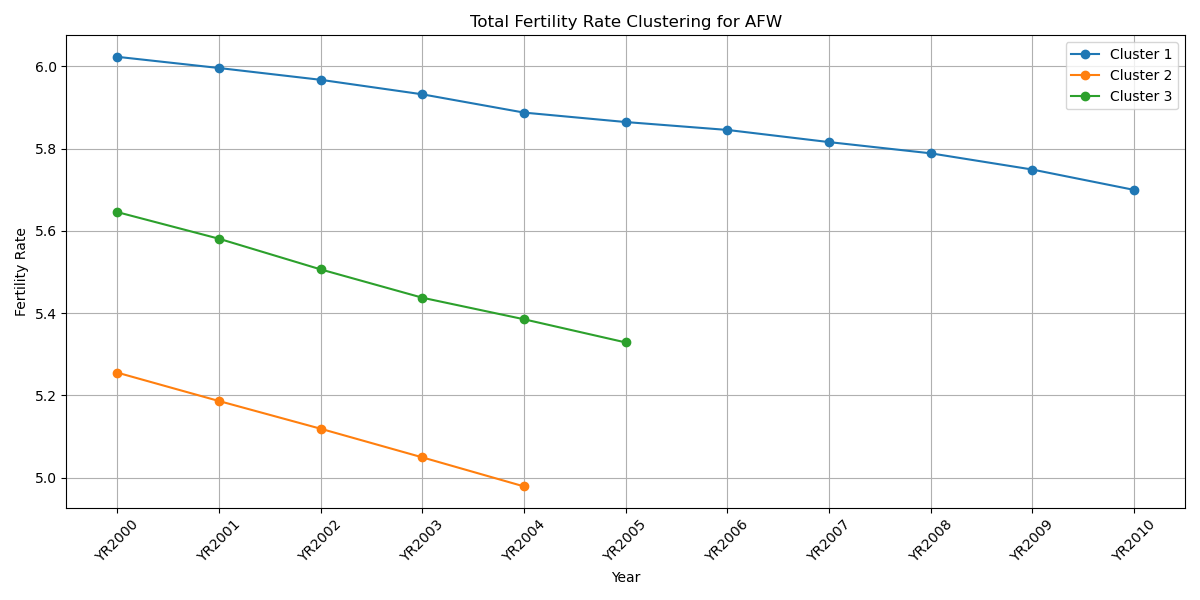 Total Fertility Rate Clustering for AFW
Cluster 1
Cluster 2
Cluster 3
Fertility Rate
6.0
5.8
5.6
5.4
5.2
5.0
YR2000
YR2001
YR2002
YR2003
YR2004
YR2005
YR2006
YR2007
YR2008
YR2009
YR2010
Year